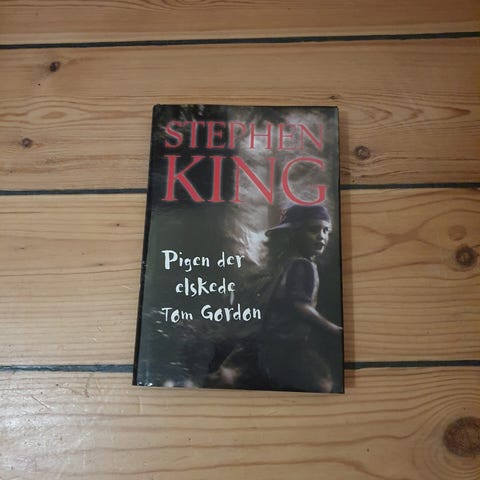 STEPHEN
KING
Pigen der
elskede
Tom Gordon